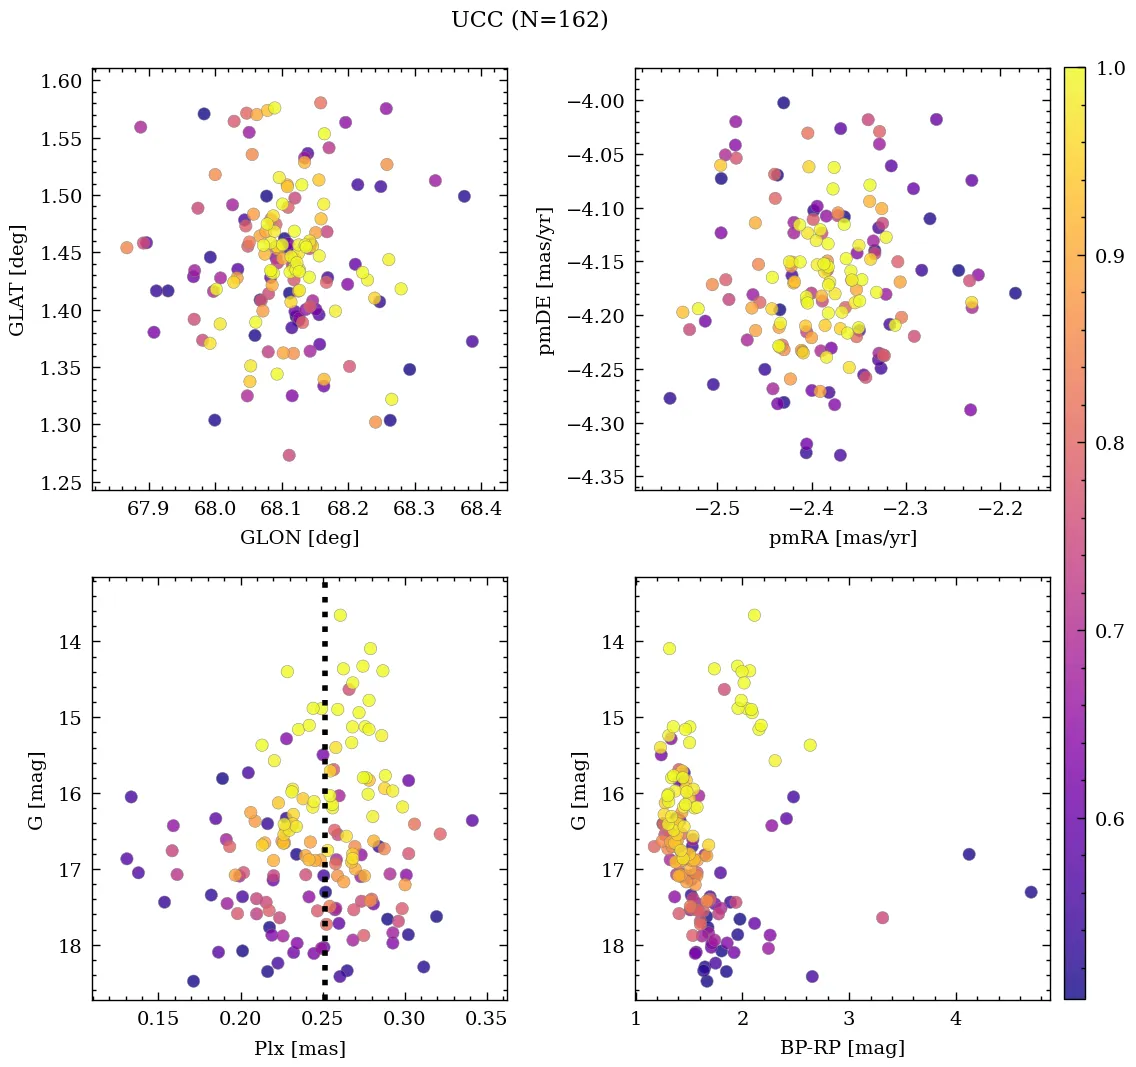 UCC (N=162)
1.60
1.55
1.50
1.45
1.40
1.35
1.30
1.25
GLAT [deg]
67.9 68.0 68.1 68.2 68.3 68.4
GLON [deg]
−4.00
−4.05
−4.10
−4.15
−4.20
−4.25
−4.30
−4.35
pmDE [mas/yr]
−2.5 −2.4 −2.3 −2.2
pmRA [mas/yr]
14
15
16
17
18
G [mag]
0.15 0.20 0.25 0.30 0.35
Plx [mas]
14
15
16
17
18
G [mag]
1 2 3 4
BP-RP [mag]
1.0
0.9
0.8
0.7
0.6